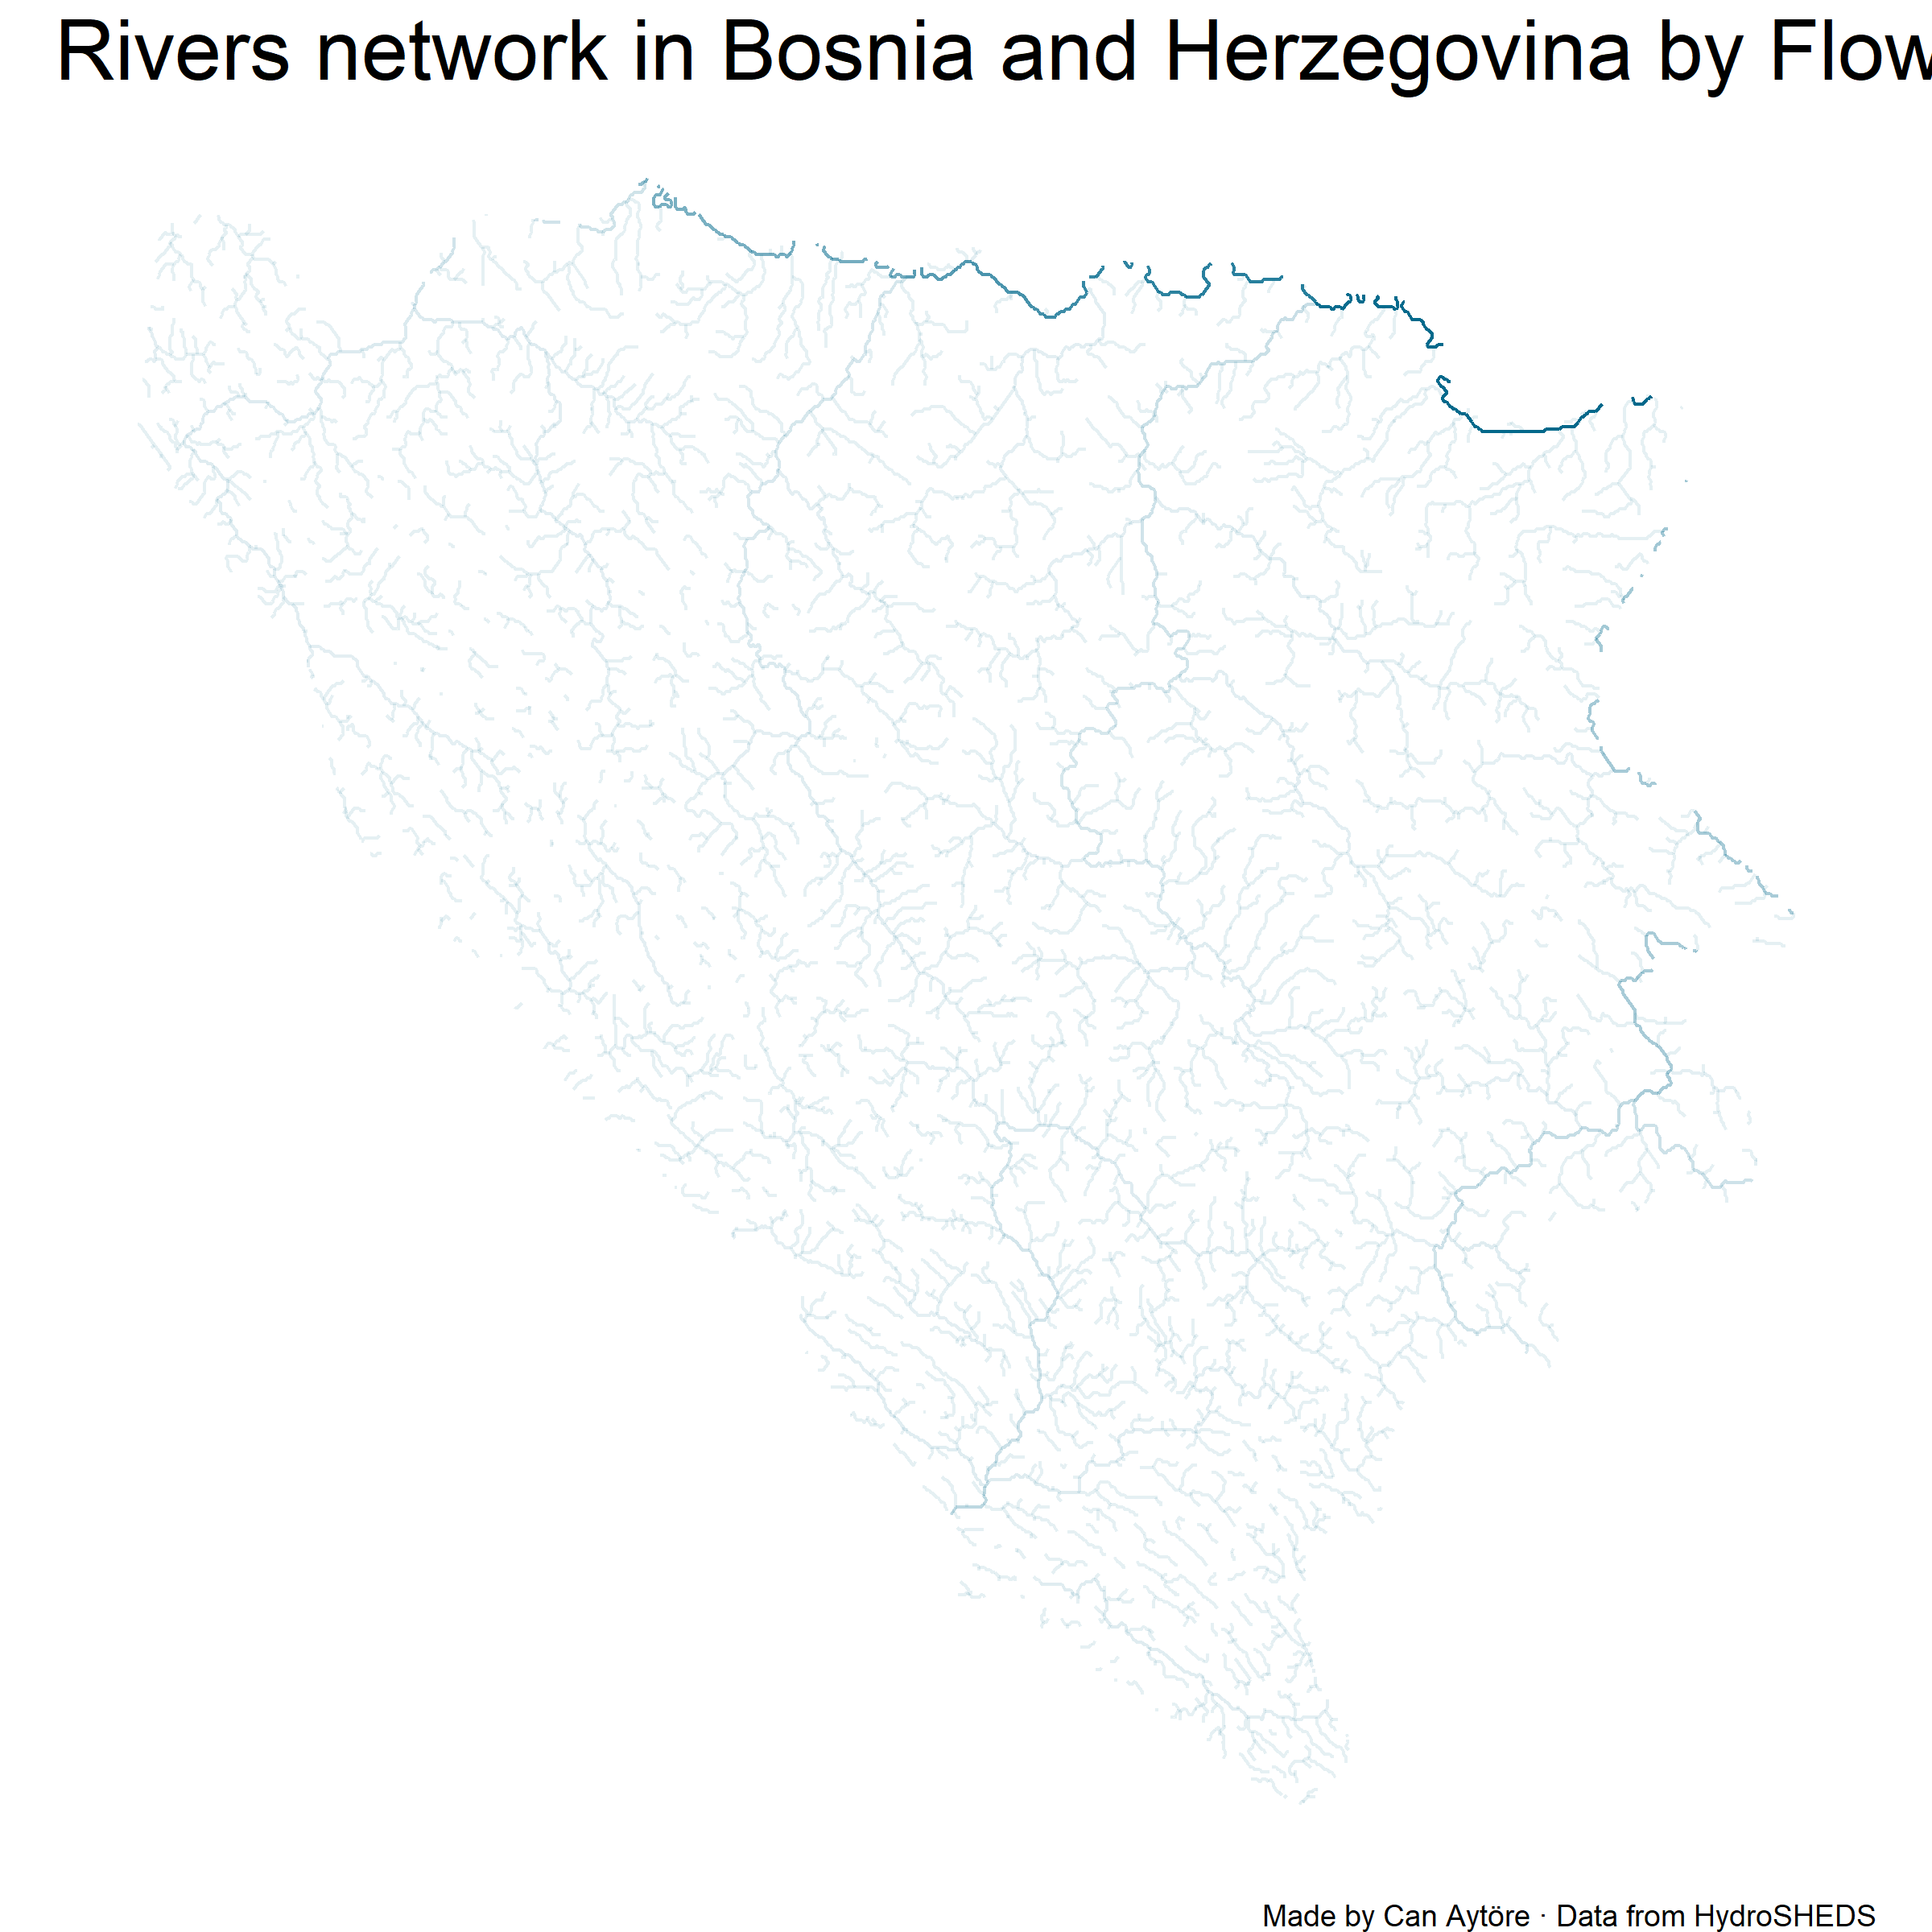 Rivers network in Bosnia and Herzegovina by Flow
Made by Can Aytöre · Data from HydroSHEDS